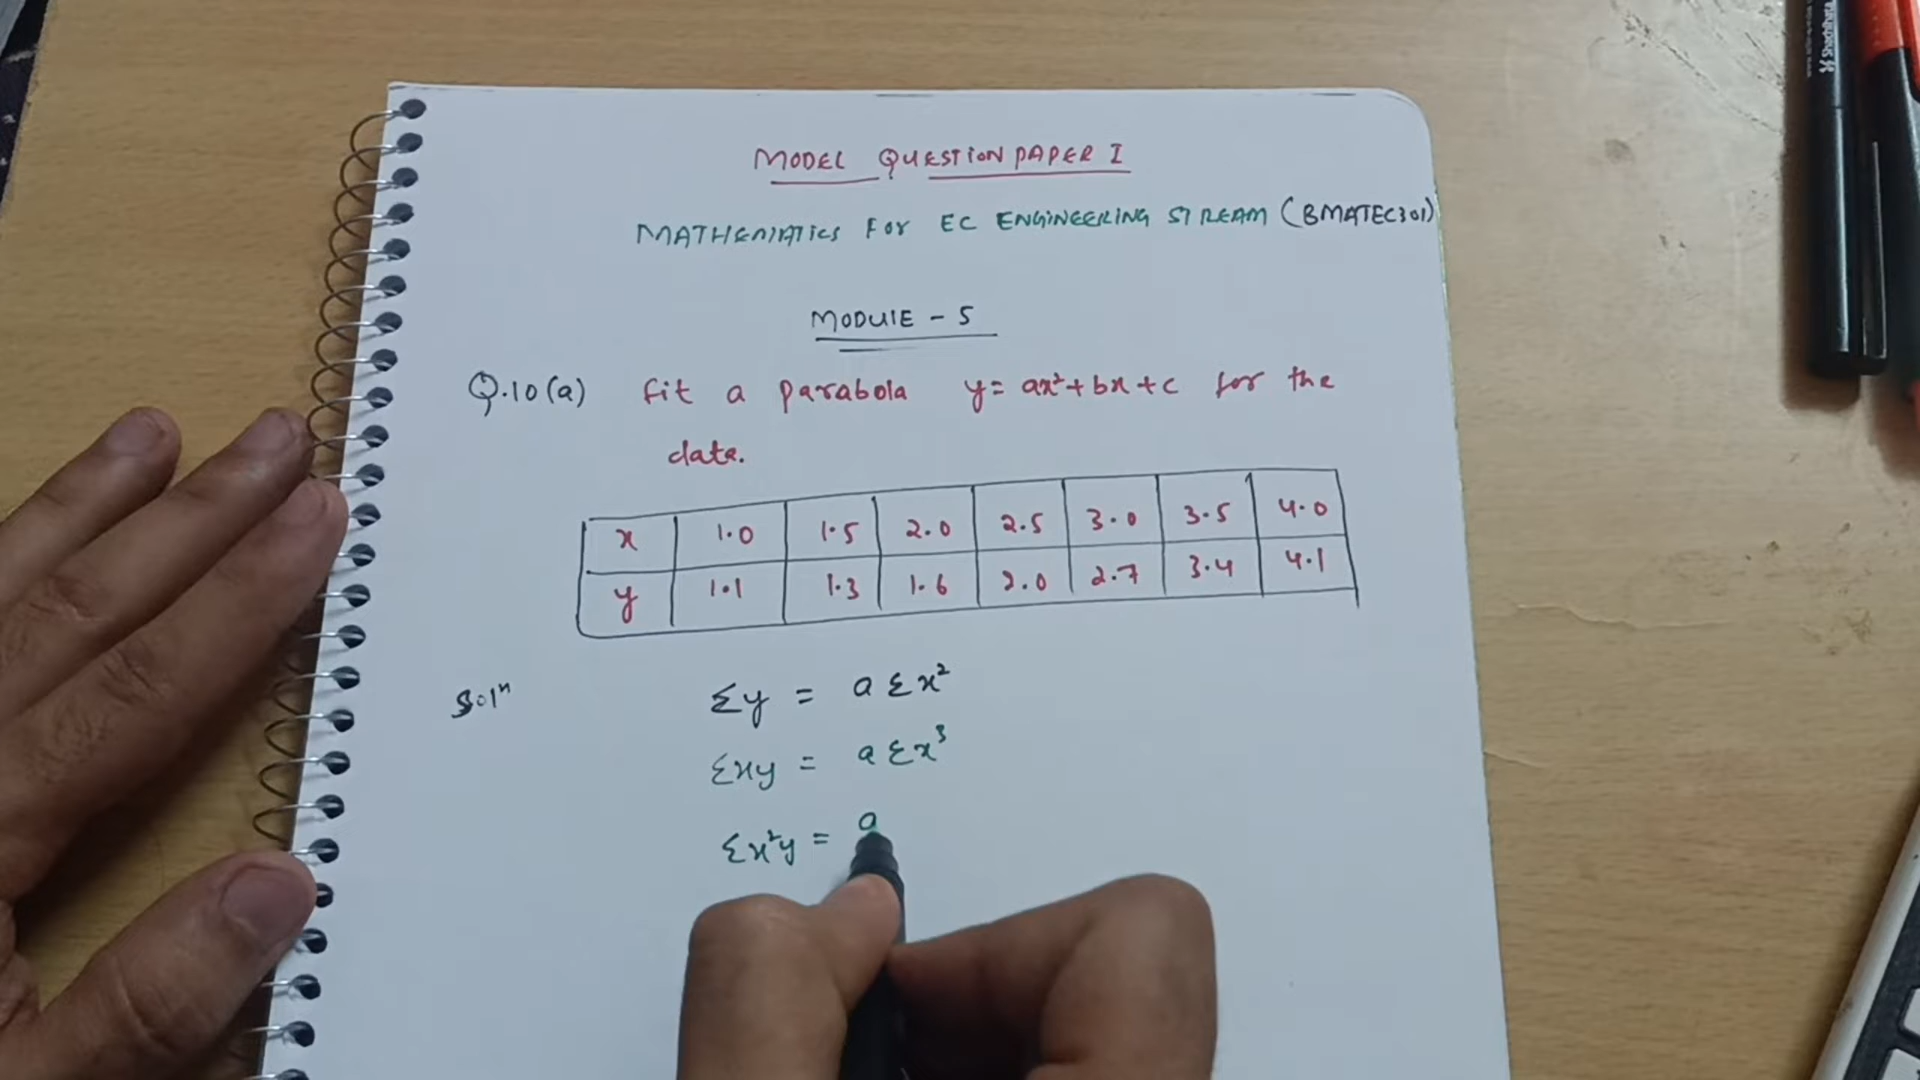 MODEL QUESTION PAPER I
MATHEMATICS FOR EC ENGINEERING STREAM (BMATEC301)
MODULE - 5
Q.10(a) Fit a parabola y = ax² + bx + c for the
data.
x 1.0 1.5 2.0 2.5 3.0 3.5 4.0
y 1.1 1.3 1.6 2.0 2.7 3.4 4.1
Solⁿ Σy = a Σx²
Σxy = a Σx³
Σx²y = a